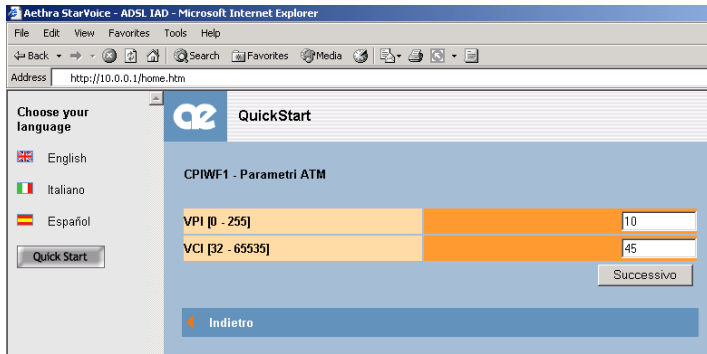 Aethra StarVoice - ADSL IAD - Microsoft Internet Explorer
File Edit View Favorites Tools Help
Back Search Favorites Media
Address http://10.0.0.1/home.htm
Choose your
language
English
Italiano
Español
Quick Start
QuickStart
CPIWF1 - Parametri ATM
VPI [0 - 255] 10
VCI [32 - 65535] 45
Successivo
Indietro